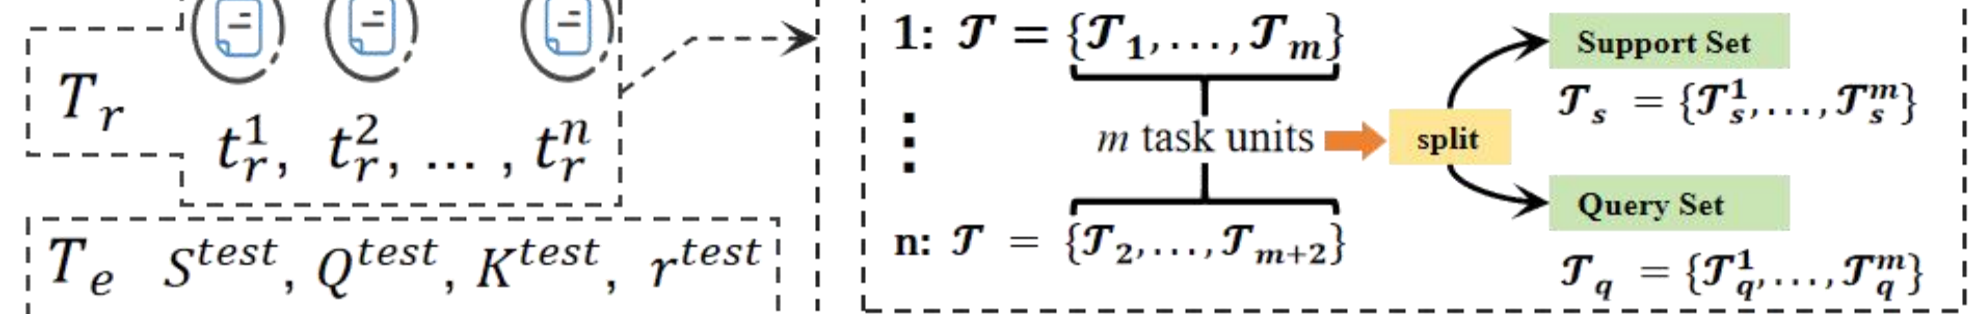 T_r
t_r^1, t_r^2, ... , t_r^n
T_e S^{test}, Q^{test}, K^{test}, r^{test}
1: 𝒯 = {𝒯_1, ..., 𝒯_m}
⋮
m task units
n: 𝒯 = {𝒯_2, ..., 𝒯_{m+2}}
split
Support Set
𝒯_s = {𝒯_s^1, ..., 𝒯_s^m}
Query Set
𝒯_q = {𝒯_q^1, ..., 𝒯_q^m}